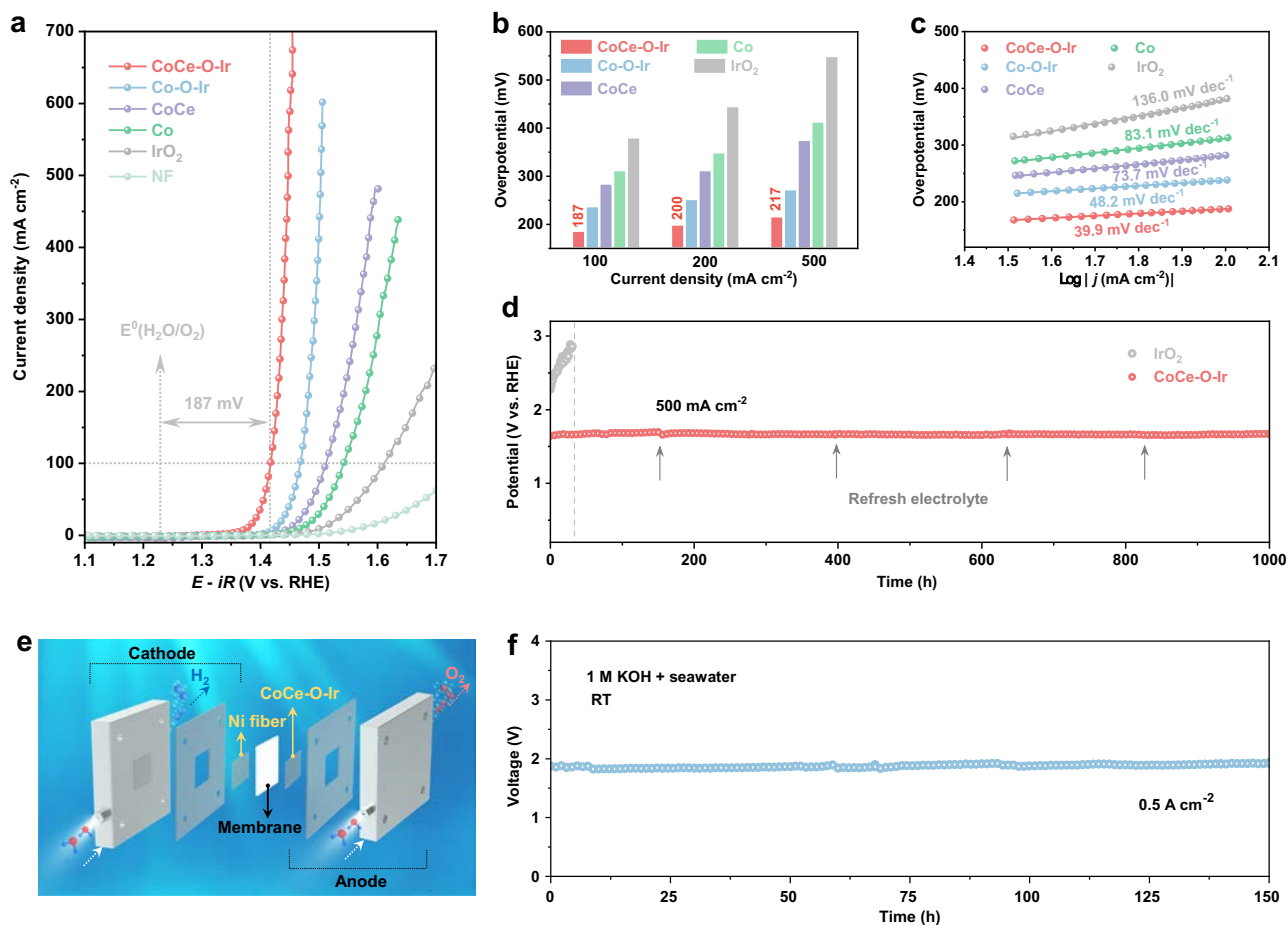 a
Current density (mA cm-2)
700
600
500
400
300
200
100
0
CoCe-O-Ir
Co-O-Ir
CoCe
Co
IrO2
NF
E0(H2O/O2)
187 mV
1.1 1.2 1.3 1.4 1.5 1.6 1.7
E - iR (V vs. RHE)
b
Overpotential (mV)
600
500
400
300
200
CoCe-O-Ir
Co-O-Ir
CoCe
Co
IrO2
187
200
217
100 200 500
Current density (mA cm-2)
c
Overpotential (mV)
600
500
400
300
200
100
CoCe-O-Ir
Co-O-Ir
CoCe
Co
IrO2
136.0 mV dec-1
83.1 mV dec-1
73.7 mV dec-1
48.2 mV dec-1
39.9 mV dec-1
1.4 1.5 1.6 1.7 1.8 1.9 2.0 2.1
Log | j (mA cm-2)|
d
Potential (V vs. RHE)
3
2
1
IrO2
CoCe-O-Ir
500 mA cm-2
Refresh electrolyte
0 200 400 600 800 1000
Time (h)
e
Cathode
H2
O2
CoCe-O-Ir
Ni fiber
Membrane
Anode
f
Voltage (V)
4
3
2
1
0
1 M KOH + seawater
RT
0.5 A cm-2
0 25 50 75 100 125 150
Time (h)